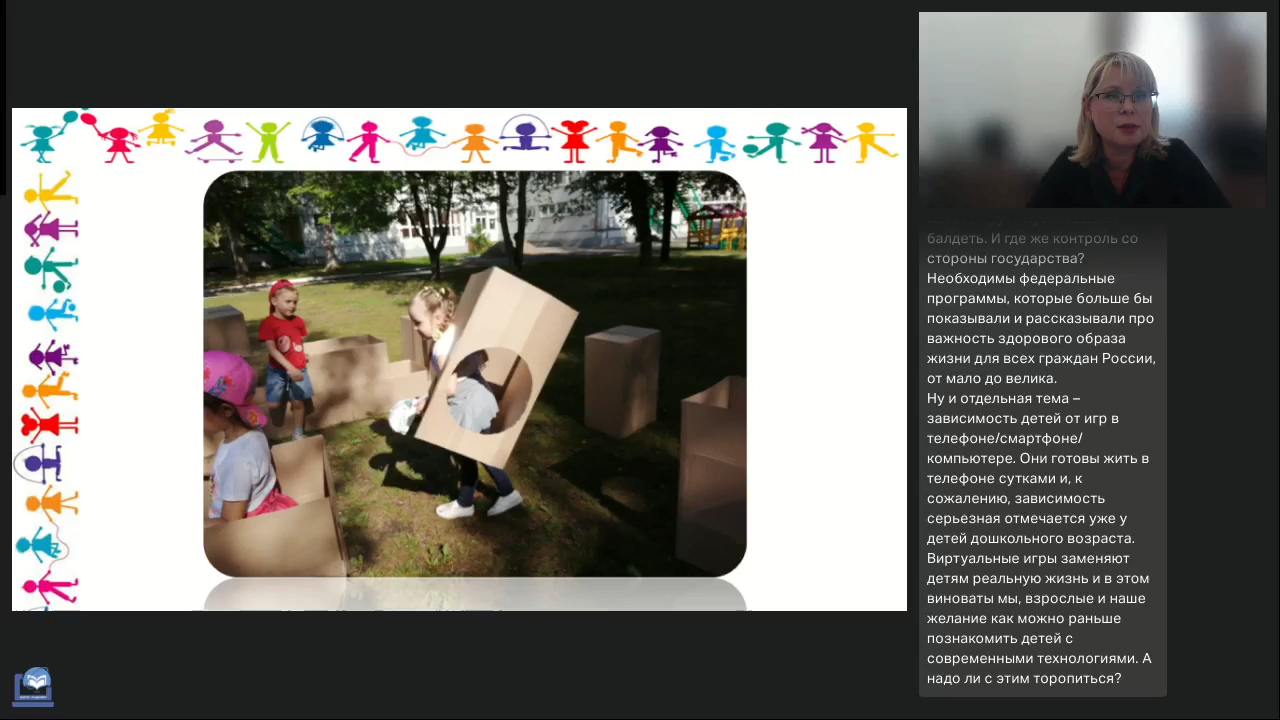 балдеть. И где же контроль со
стороны государства?
Необходимы федеральные
программы, которые больше бы
показывали и рассказывали про
важность здорового образа
жизни для всех граждан России,
от мало до велика.
Ну и отдельная тема –
зависимость детей от игр в
телефоне/смартфоне/
компьютере. Они готовы жить в
телефоне сутками и, к
сожалению, зависимость
серьезная отмечается уже у
детей дошкольного возраста.
Виртуальные игры заменяют
детям реальную жизнь и в этом
виноваты мы, взрослые и наше
желание как можно раньше
познакомить детей с
современными технологиями. А
надо ли с этим торопиться?